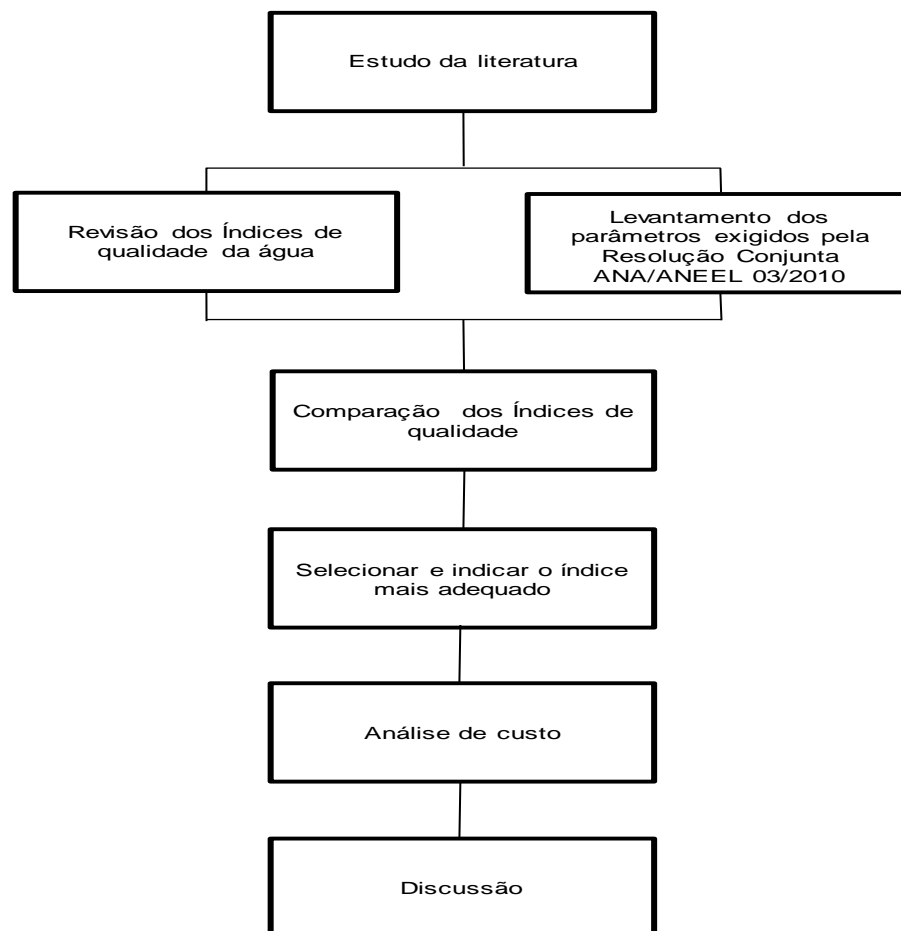 Estudo da literatura
Revisão dos Índices de
qualidade da água
Levantamento dos
parâmetros exigidos pela
Resolução Conjunta
ANA/ANEEL 03/2010
Comparação dos Índices de
qualidade
Selecionar e indicar o índice
mais adequado
Análise de custo
Discussão